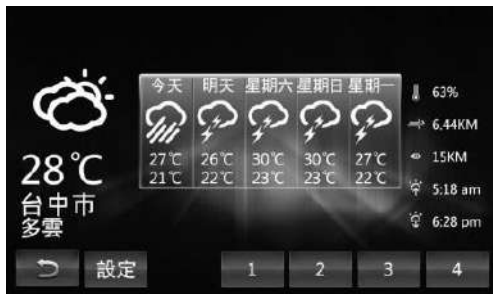 28℃
台中市
多雲
今天 明天 星期六 星期日 星期一
27℃ 26℃ 30℃ 30℃ 27℃
21℃ 22℃ 23℃ 23℃ 22℃
63%
6.44KM
15KM
5:18 am
6:28 pm
設定 1 2 3 4